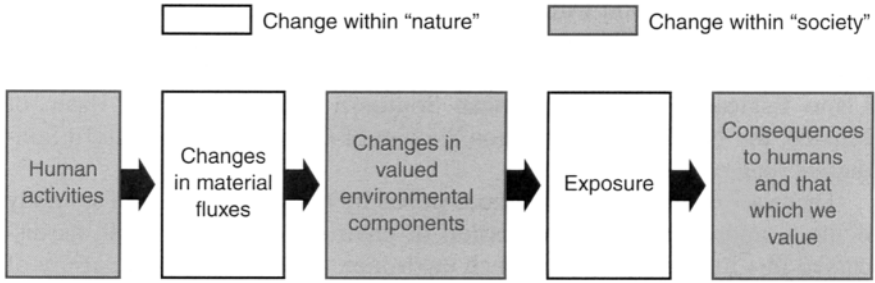 Change within “nature”
Change within “society”
Human
activities
Changes
in material
fluxes
Changes in
valued
environmental
components
Exposure
Consequences
to humans
and that
which we
value